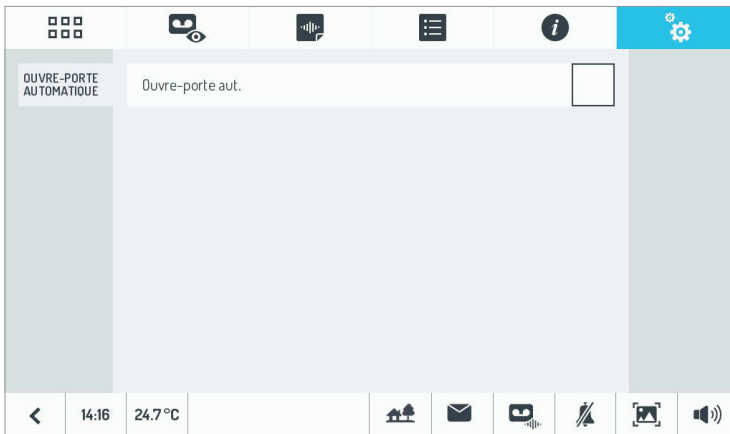 OUVRE-PORTE
AUTOMATIQUE
Ouvre-porte aut.
14:16
24.7 °C